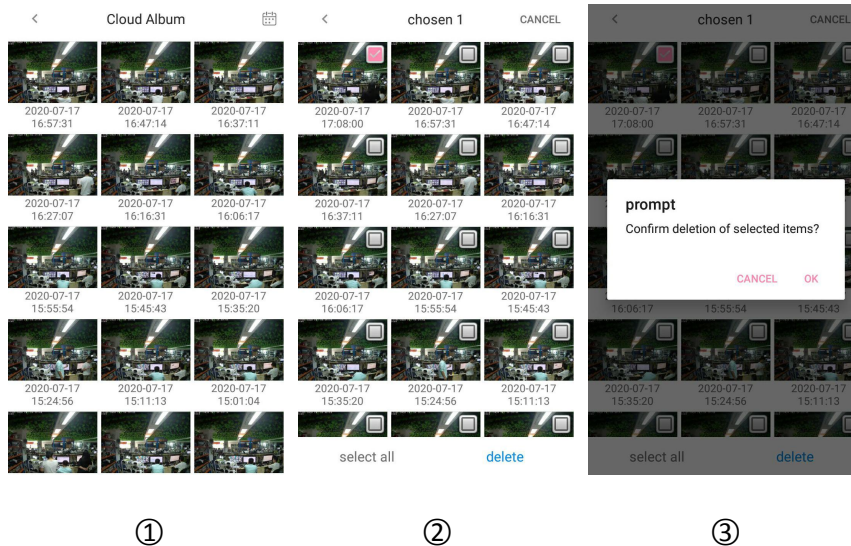 Cloud Album
2020-07-17 2020-07-17 2020-07-17
16:57:31 16:47:14 16:37:11
2020-07-17 2020-07-17 2020-07-17
16:27:07 16:16:31 16:06:17
2020-07-17 2020-07-17 2020-07-17
15:55:54 15:45:43 15:35:20
2020-07-17 2020-07-17 2020-07-17
15:24:56 15:11:13 15:01:04
①
chosen 1 CANCEL
2020-07-17 2020-07-17 2020-07-17
17:08:00 16:57:31 16:47:14
2020-07-17 2020-07-17 2020-07-17
16:37:11 16:27:07 16:16:31
2020-07-17 2020-07-17 2020-07-17
16:06:17 15:55:54 15:45:43
2020-07-17 2020-07-17 2020-07-17
15:35:20 15:24:56 15:11:13
select all delete
②
chosen 1 CANCEL
2020-07-17 2020-07-17 2020-07-17
17:08:00 16:57:31 16:47:14
prompt
Confirm deletion of selected items?
CANCEL OK
16:06:17 15:55:54 15:45:43
2020-07-17 2020-07-17 2020-07-17
15:35:20 15:24:56 15:11:13
select all delete
③